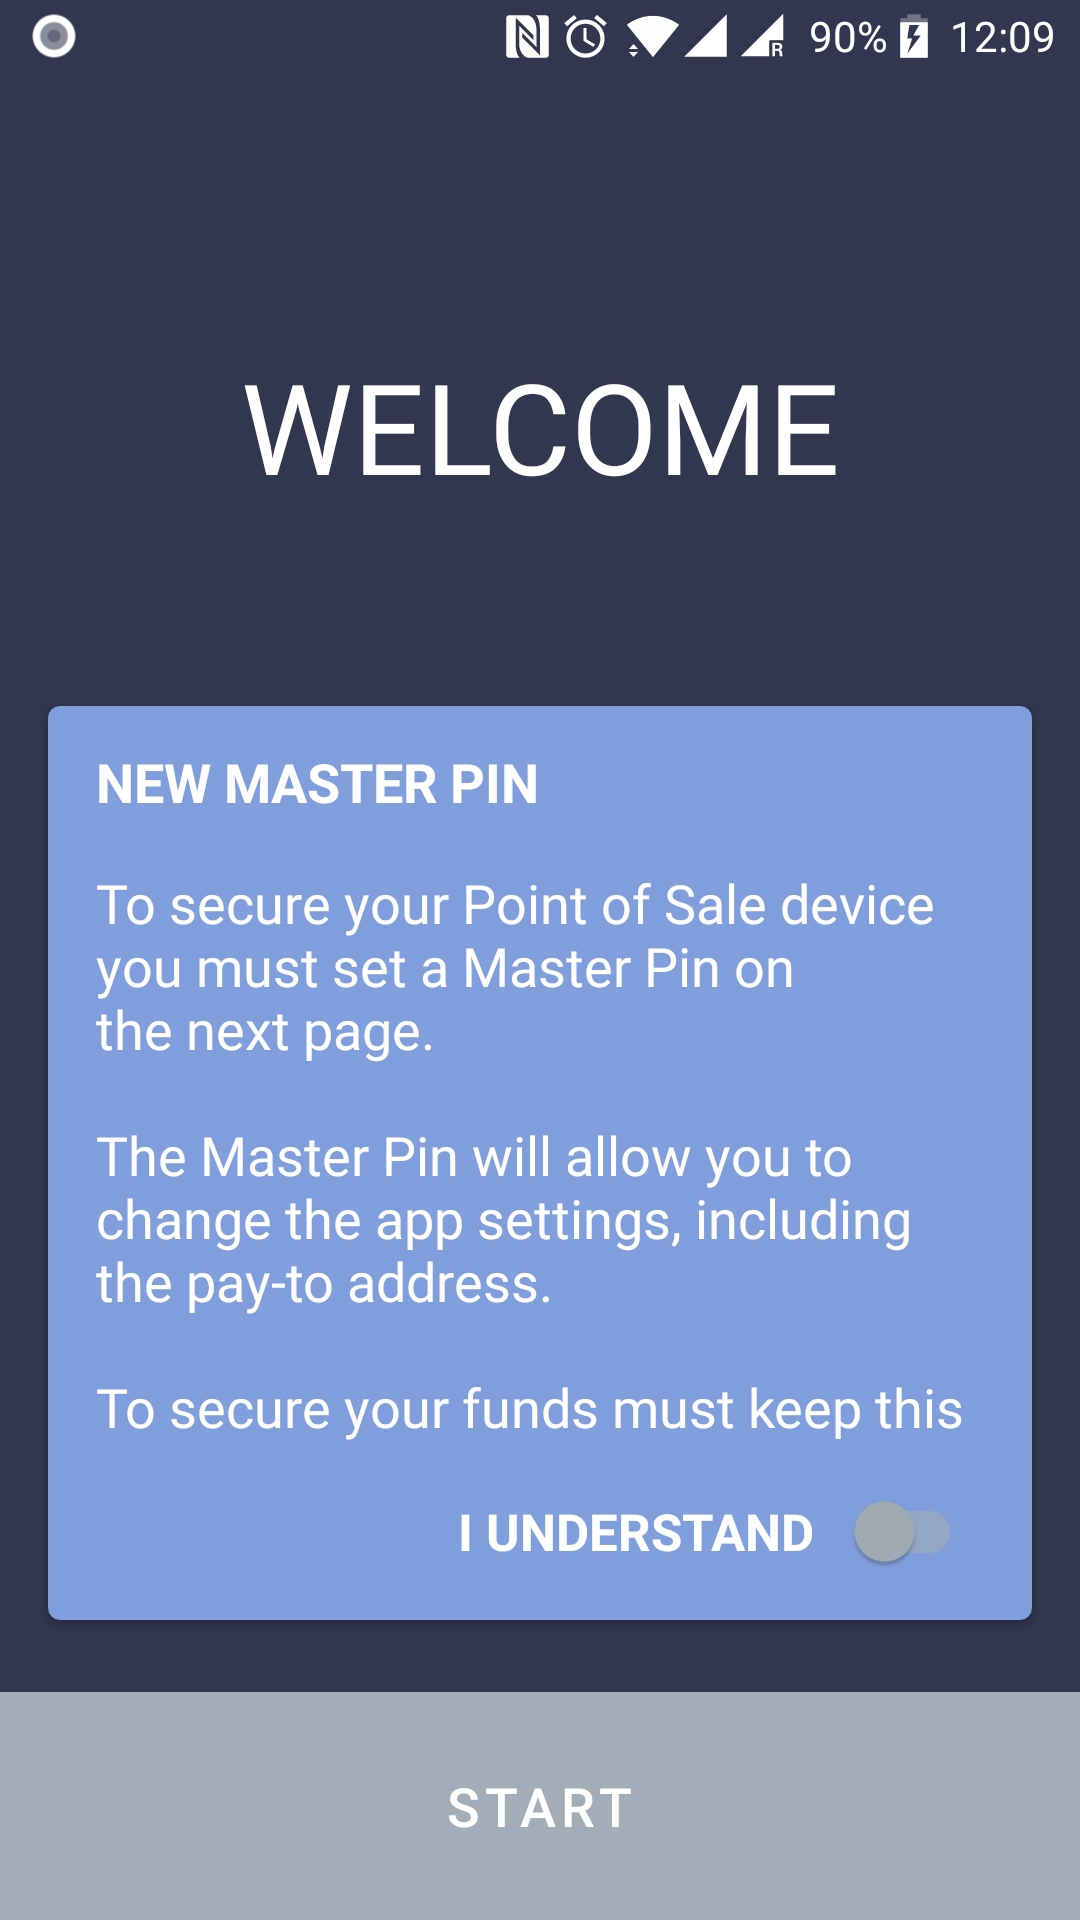 90% 12:09
WELCOME
NEW MASTER PIN
To secure your Point of Sale device
you must set a Master Pin on
the next page.
The Master Pin will allow you to
change the app settings, including
the pay-to address.
To secure your funds must keep this
I UNDERSTAND
START